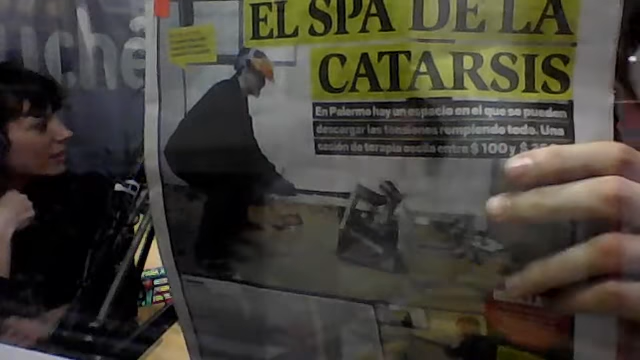 iché
EL SPA DE LA
CATARSIS
En Palermo hay un espacio en el que se pueden
descargar las tensiones rompiendo todo. Una
sesión de terapia oscila entre $ 100 y $